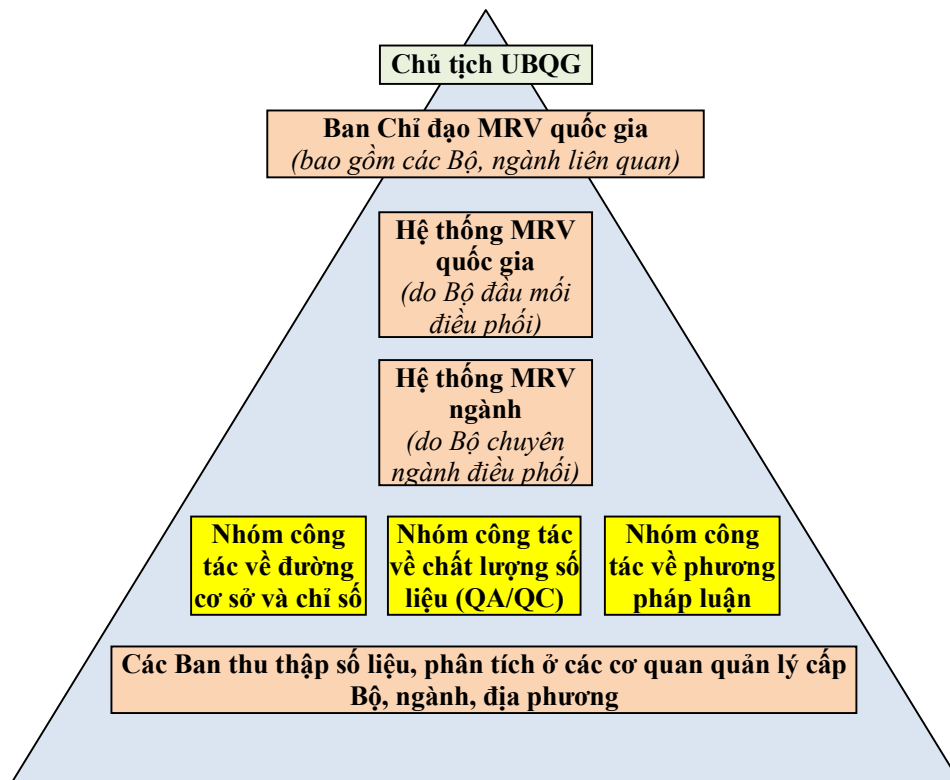 Chủ tịch UBQG
Ban Chỉ đạo MRV quốc gia
(bao gồm các Bộ, ngành liên quan)
Hệ thống MRV
quốc gia
(do Bộ đầu mối
điều phối)
Hệ thống MRV
ngành
(do Bộ chuyên
ngành điều phối)
Nhóm công
tác về đường
cơ sở và chỉ số
Nhóm công tác
về chất lượng số
liệu (QA/QC)
Nhóm công
tác về phương
pháp luận
Các Ban thu thập số liệu, phân tích ở các cơ quan quản lý cấp
Bộ, ngành, địa phương